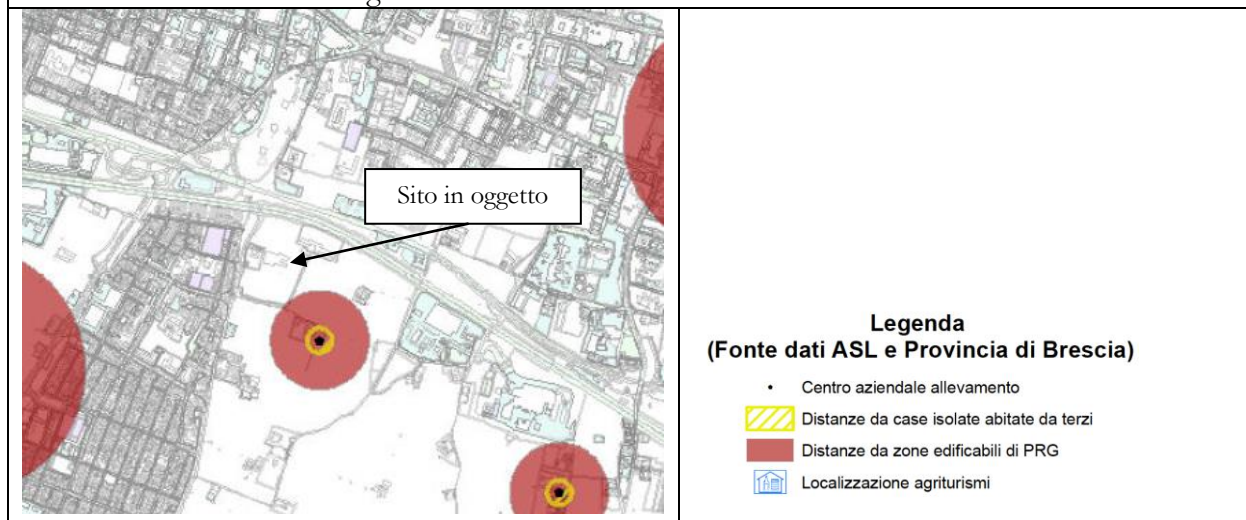 Sito in oggetto
Legenda
(Fonte dati ASL e Provincia di Brescia)
Centro aziendale allevamento
Distanze da case isolate abitate da terzi
Distanze da zone edificabili di PRG
Localizzazione agriturismi